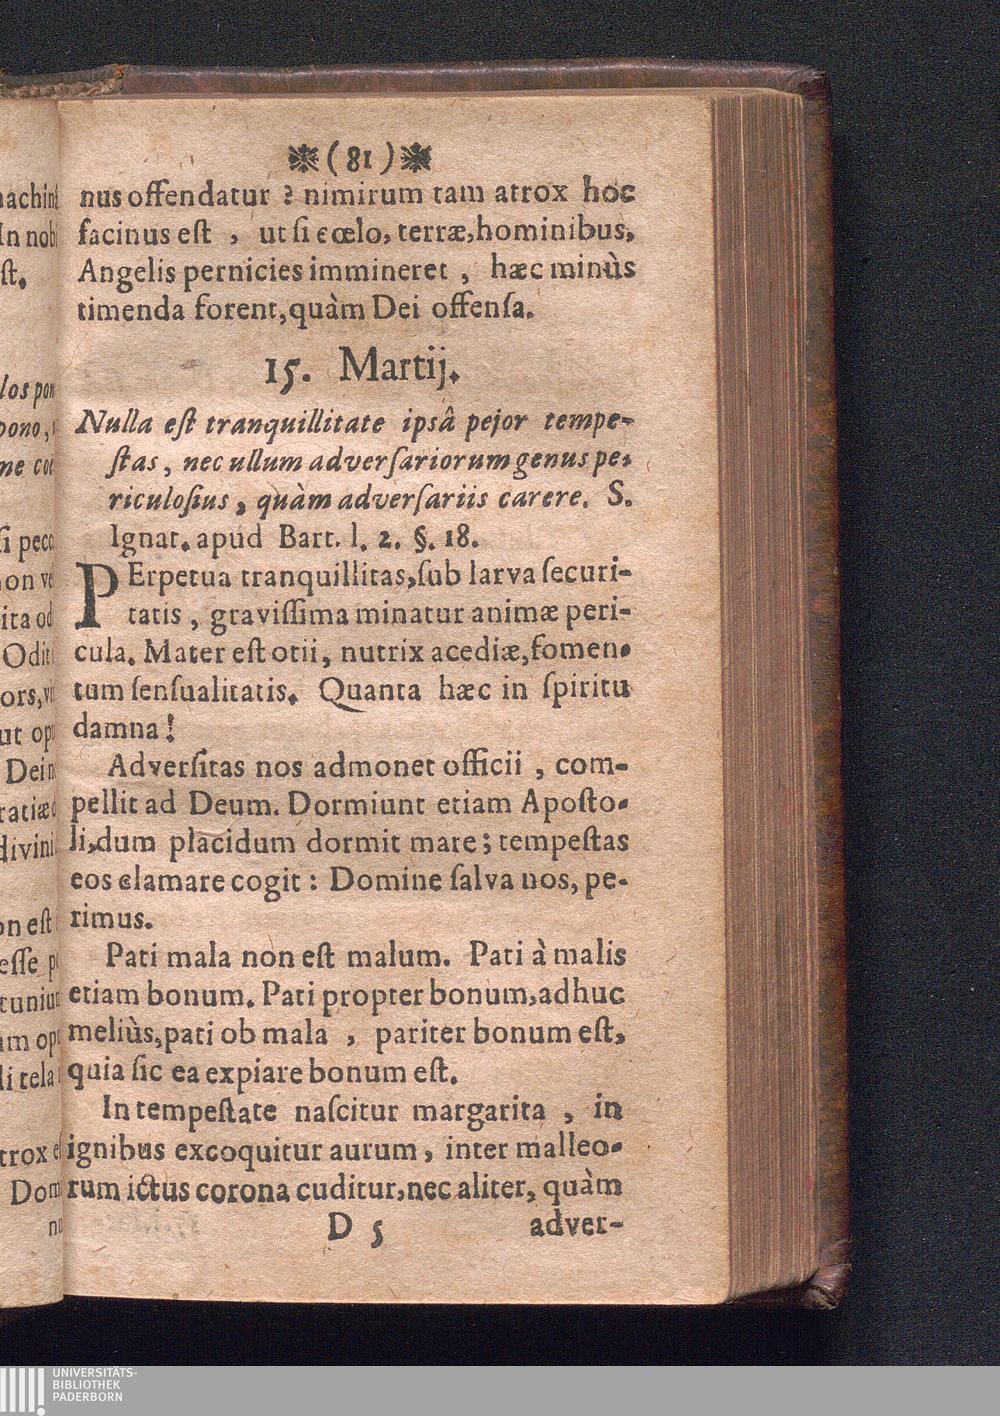 (81)
nus offendatur ? nimirum tam atrox hoc
facinus eſt , ut ſi cœlo, terræ, hominibus,
Angelis pernicies immineret , hæc minùs
timenda forent, quàm Dei offenſa.
15. Martij.
Nulla eſt tranquillitate ipsâ pejor tempe-
ſtas, nec ullum adverſariorum genus pe-
riculoſius, quàm adverſariis carere. S.
Ignat. apud Bart. l. 2. §. 18.
PErpetua tranquillitas, ſub larva ſecuri-
tatis , graviſſima minatur animæ peri-
cula. Mater eſt otii, nutrix acediæ, fomen-
tum ſenſualitatis. Quanta hæc in ſpiritu
damna!
Adverſitas nos admonet officii , com-
pellit ad Deum. Dormiunt etiam Apoſto-
li, dum placidum dormit mare; tempeſtas
eos clamare cogit : Domine ſalva nos, pe-
rimus.
Pati mala non eſt malum. Pati à malis
etiam bonum. Pati propter bonum, adhuc
meliùs, pati ob mala , pariter bonum eſt,
quia ſic ea expiare bonum eſt.
In tempeſtate naſcitur margarita , in
ignibus excoquitur aurum, inter malleo-
rum ictus corona cuditur, nec aliter, quàm
D 5 adver-
UNIVERSITÄTS-
BIBLIOTHEK
PADERBORN